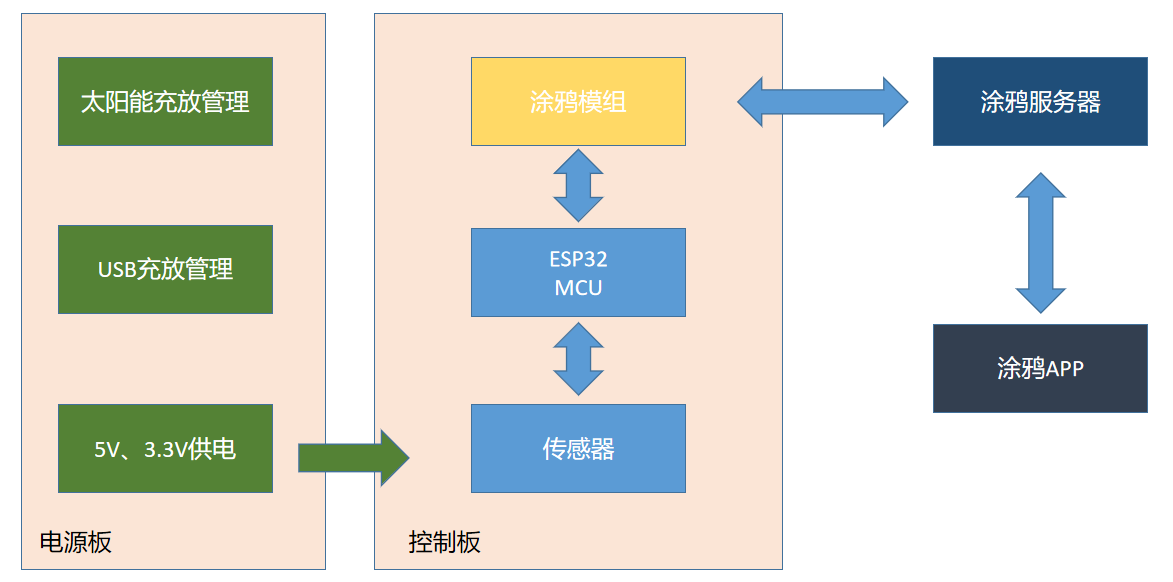 太阳能充放管理
USB充放管理
5V、3.3V供电
电源板
涂鸦模组
ESP32
MCU
传感器
控制板
涂鸦服务器
涂鸦APP